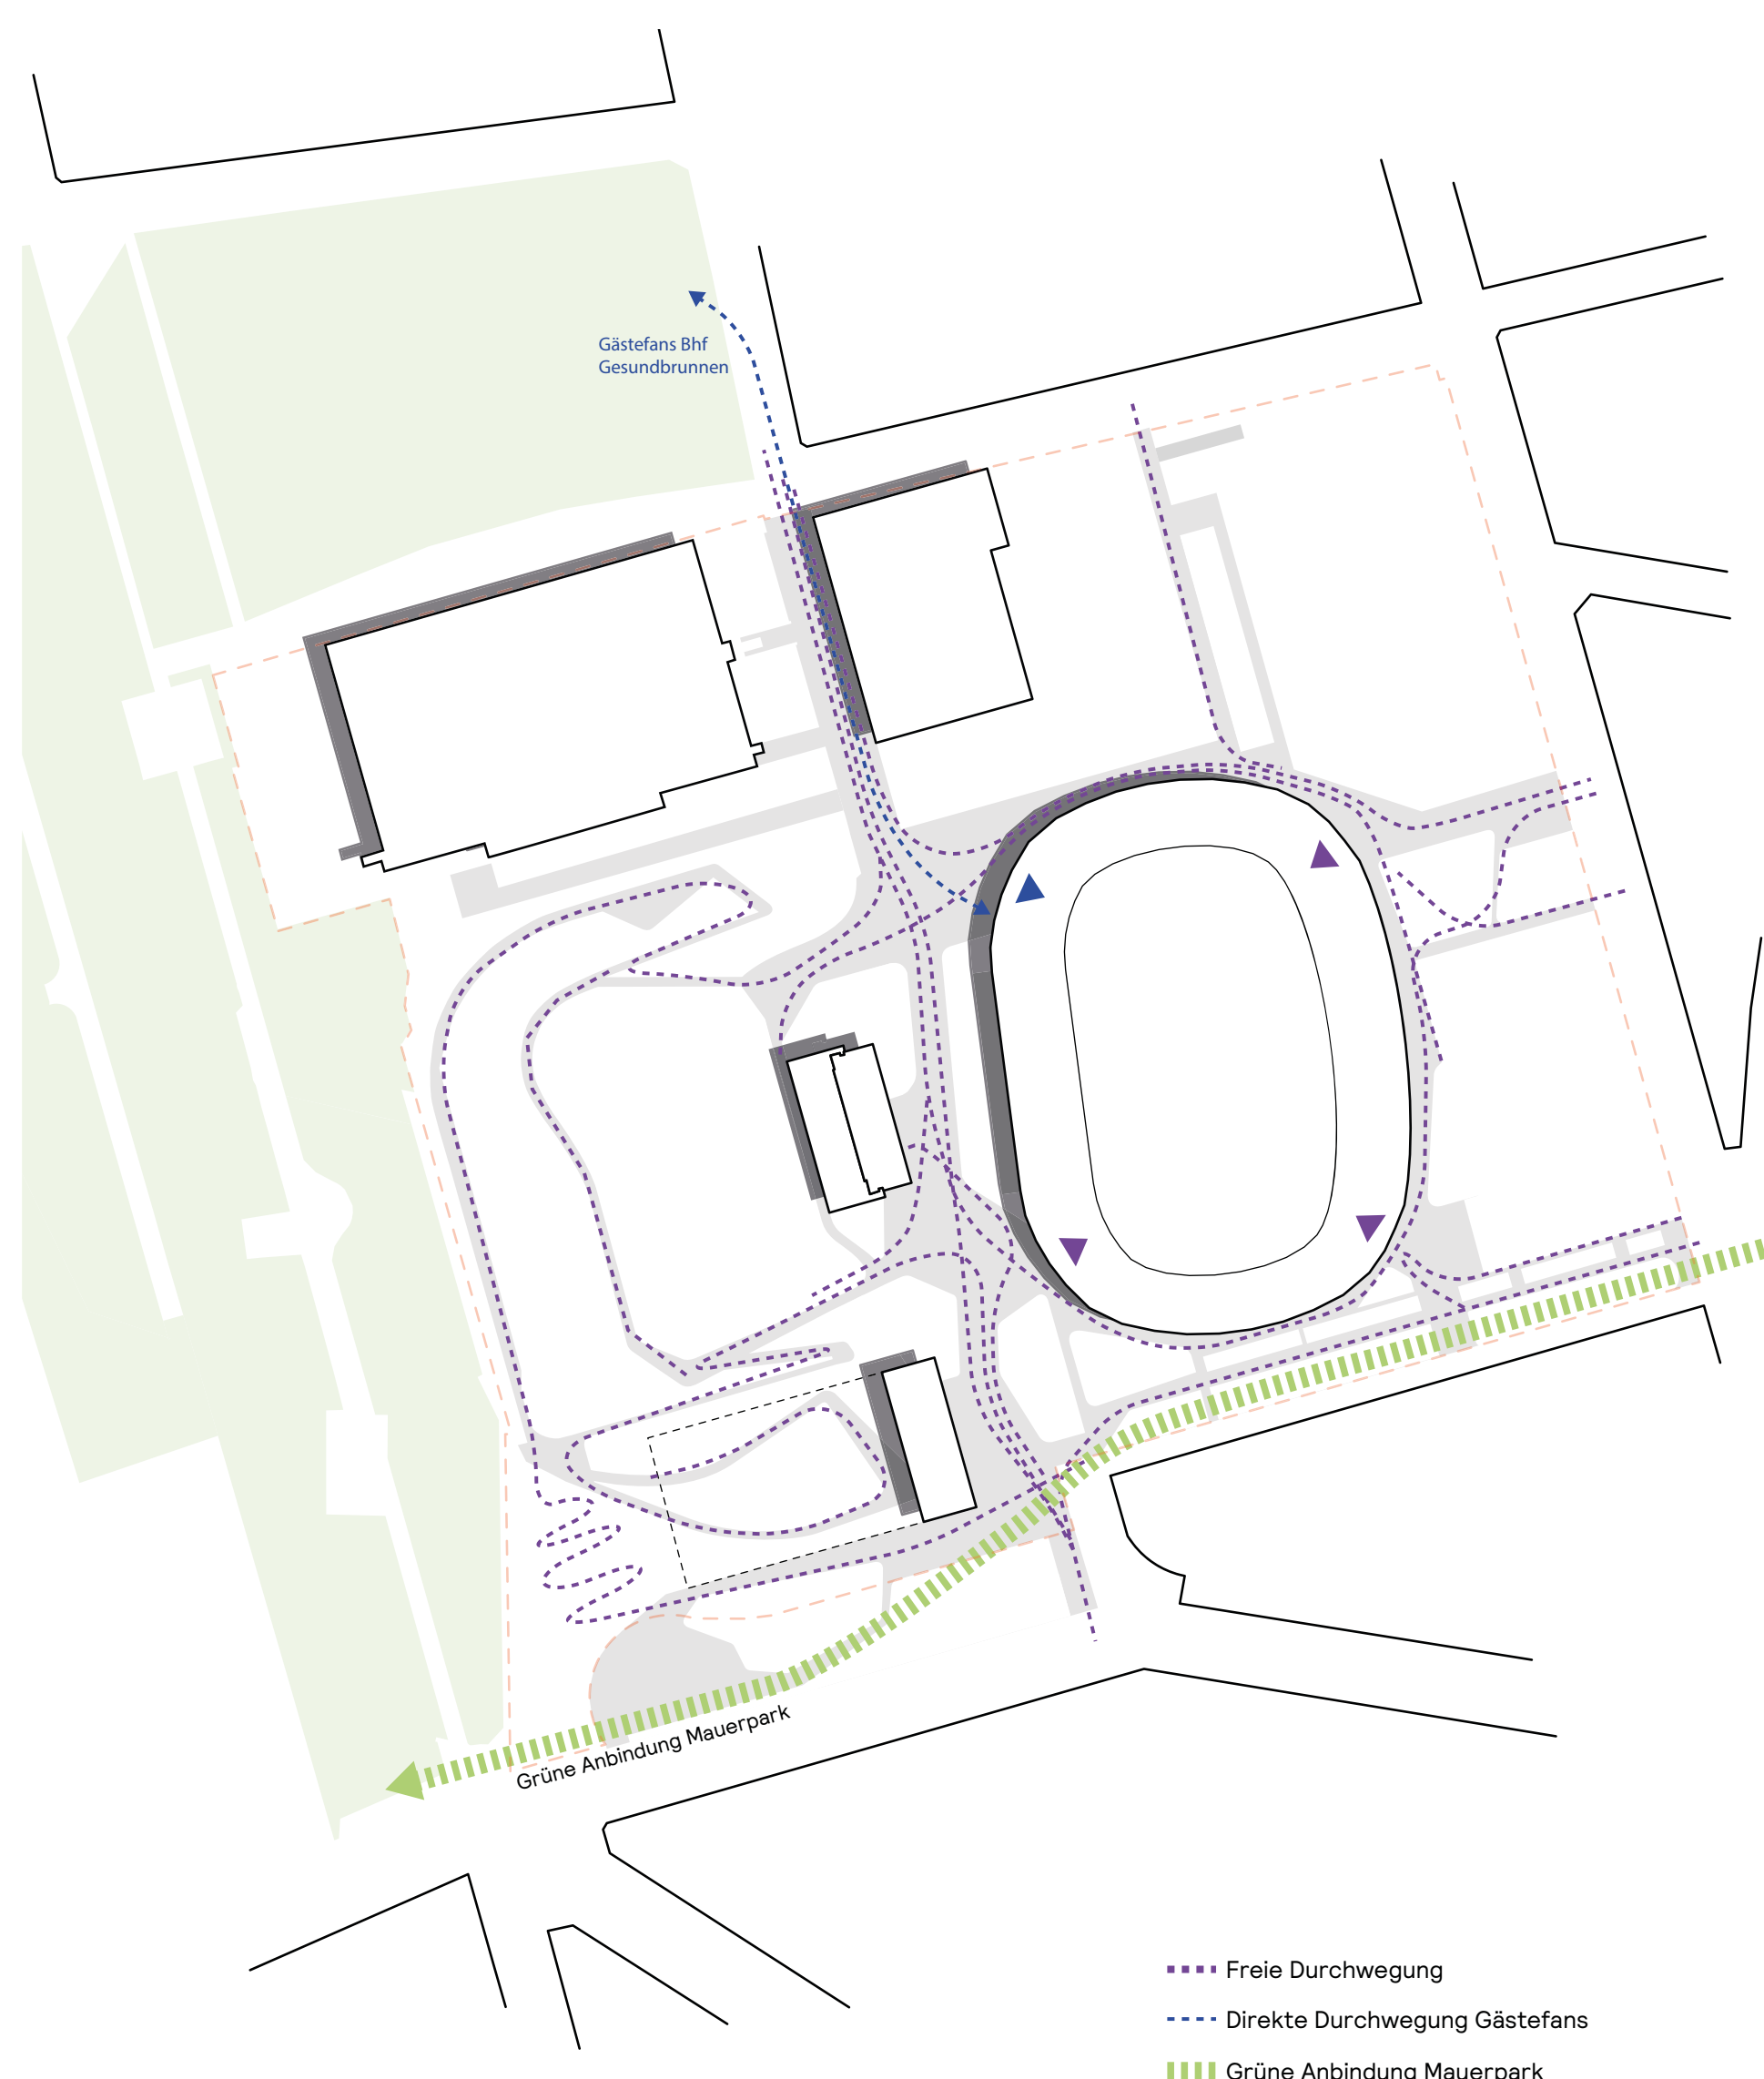 Gästefans Bhf
Gesundbrunnen
Grüne Anbindung Mauerpark
Freie Durchwegung
Direkte Durchwegung Gästefans
Grüne Anbindung Mauerpark